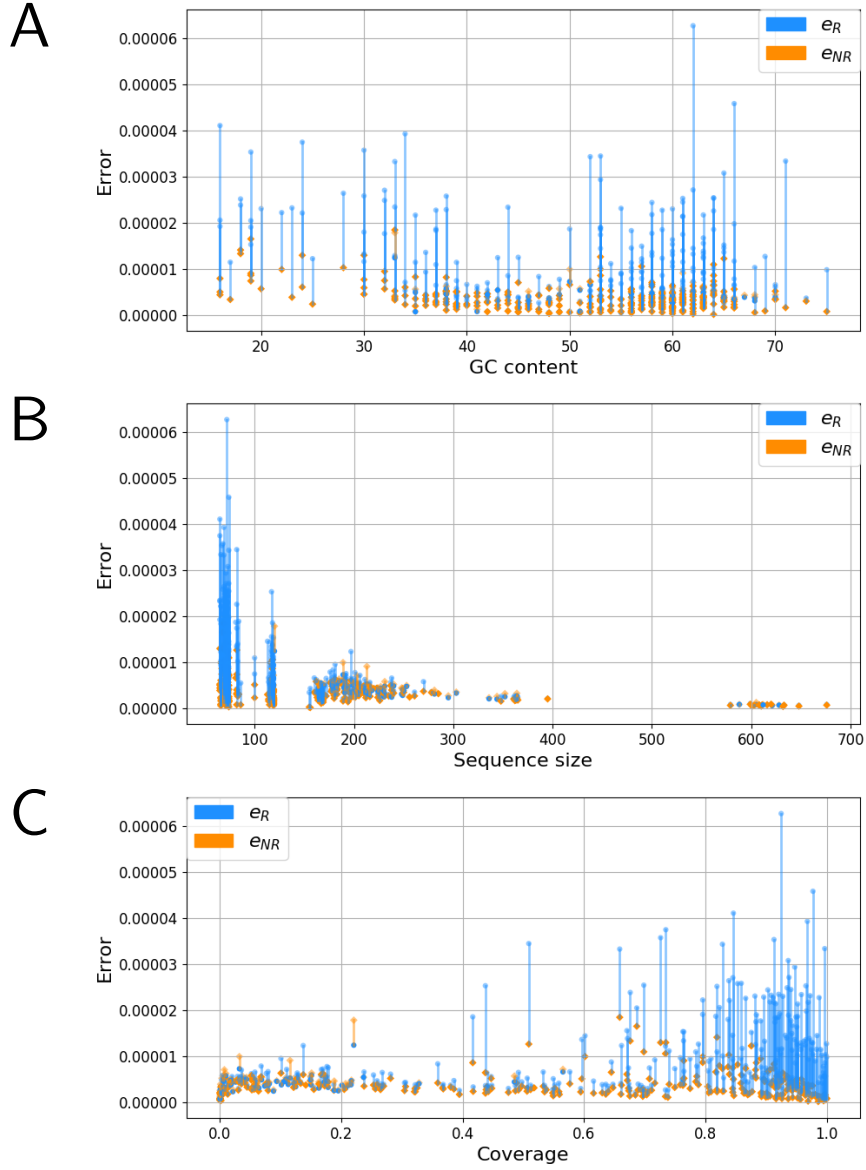 A
e_R
e_NR
0.00006
0.00005
0.00004
0.00003
0.00002
0.00001
0.00000
Error
20 30 40 50 60 70
GC content
B
e_R
e_NR
0.00006
0.00005
0.00004
0.00003
0.00002
0.00001
0.00000
Error
100 200 300 400 500 600 700
Sequence size
C
e_R
e_NR
0.00006
0.00005
0.00004
0.00003
0.00002
0.00001
0.00000
Error
0.0 0.2 0.4 0.6 0.8 1.0
Coverage